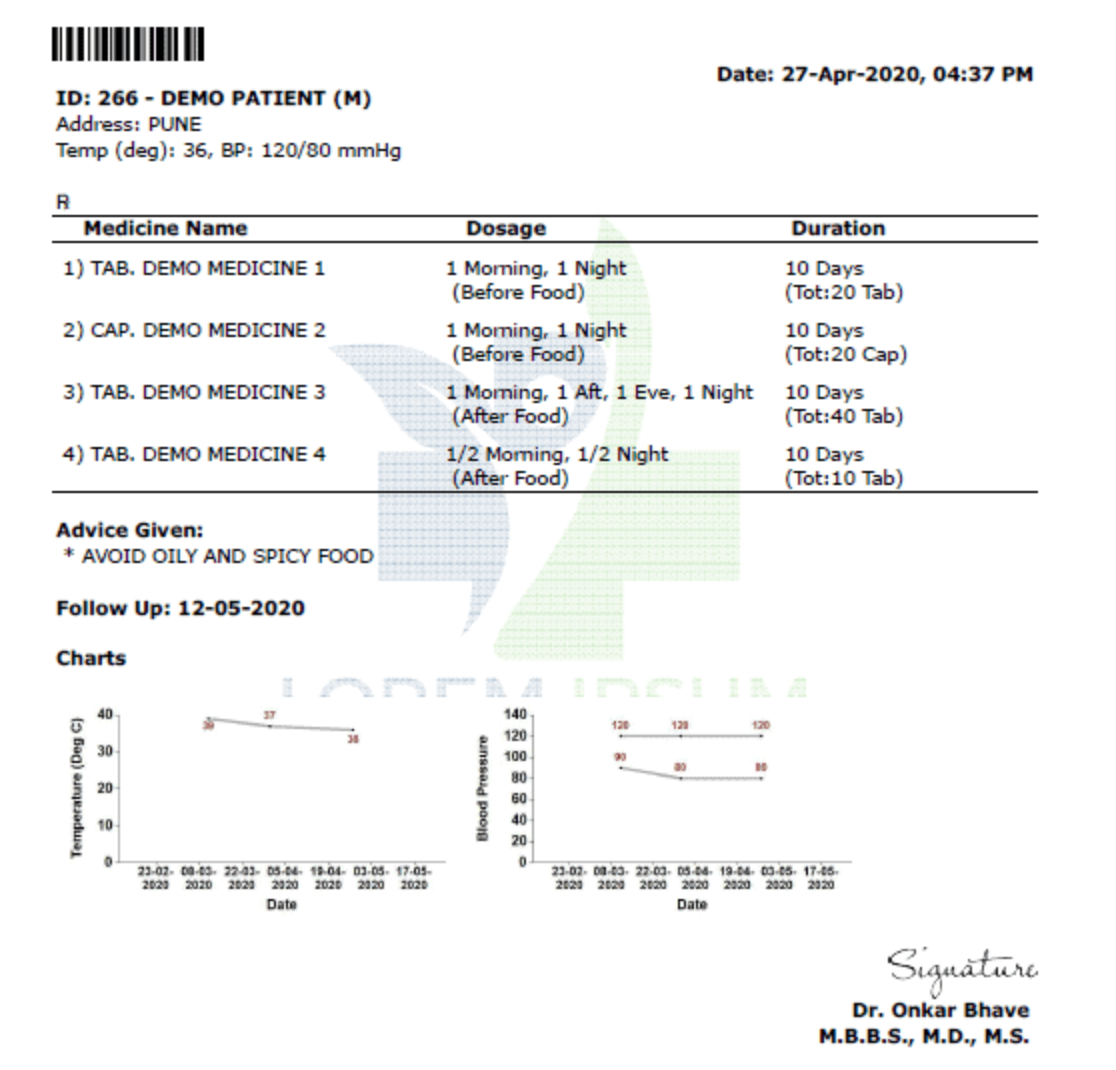 Date: 27-Apr-2020, 04:37 PM
ID: 266 - DEMO PATIENT (M)
Address: PUNE
Temp (deg): 36, BP: 120/80 mmHg
R
Medicine Name Dosage Duration
1) TAB. DEMO MEDICINE 1 1 Morning, 1 Night 10 Days
(Before Food) (Tot:20 Tab)
2) CAP. DEMO MEDICINE 2 1 Morning, 1 Night 10 Days
(Before Food) (Tot:20 Cap)
3) TAB. DEMO MEDICINE 3 1 Morning, 1 Aft, 1 Eve, 1 Night 10 Days
(After Food) (Tot:40 Tab)
4) TAB. DEMO MEDICINE 4 1/2 Morning, 1/2 Night 10 Days
(After Food) (Tot:10 Tab)
Advice Given:
* AVOID OILY AND SPICY FOOD
Follow Up: 12-05-2020
Charts
LOREM IPSUM
Temperature (Deg C)
40
30
20
10
0
39 37 36
23-02-2020 08-03-2020 22-03-2020 05-04-2020 19-04-2020 03-05-2020 17-05-2020
Date
Blood Pressure
140
120
100
80
60
40
20
0
120 120 120
90 80 80
23-02-2020 08-03-2020 22-03-2020 05-04-2020 19-04-2020 03-05-2020 17-05-2020
Date
Signature
Dr. Onkar Bhave
M.B.B.S., M.D., M.S.